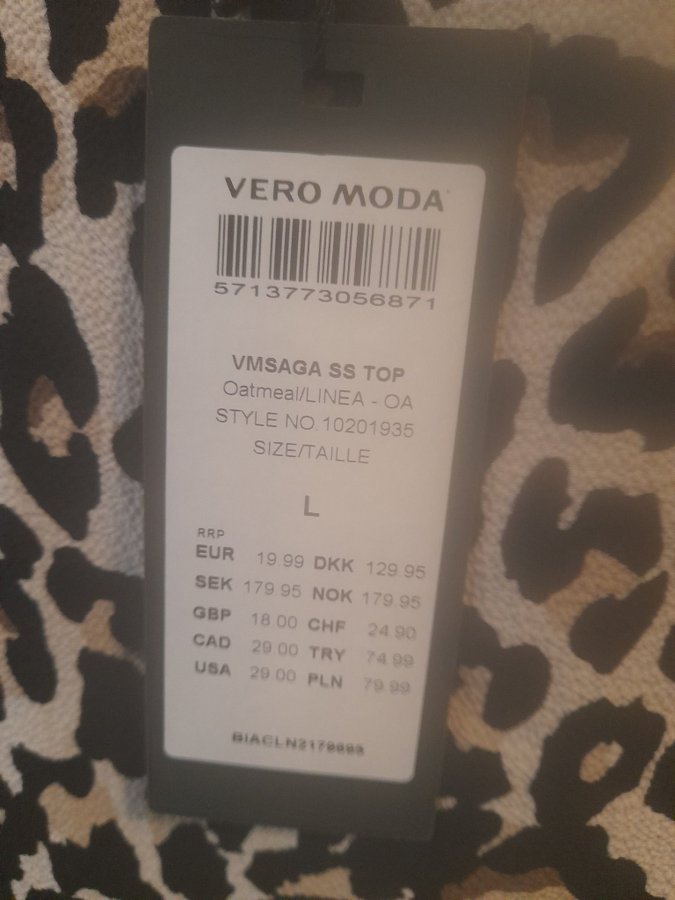 VERO MODA
5713773056871
VMSAGA SS TOP
Oatmeal/LINEA - OA
STYLE NO.10201935
SIZE/TAILLE
L
RRP
EUR 19.99 DKK 129.95
SEK 179.95 NOK 179.95
GBP 18.00 CHF 24.90
CAD 29.00 TRY 74.99
USA 29.00 PLN 79.99